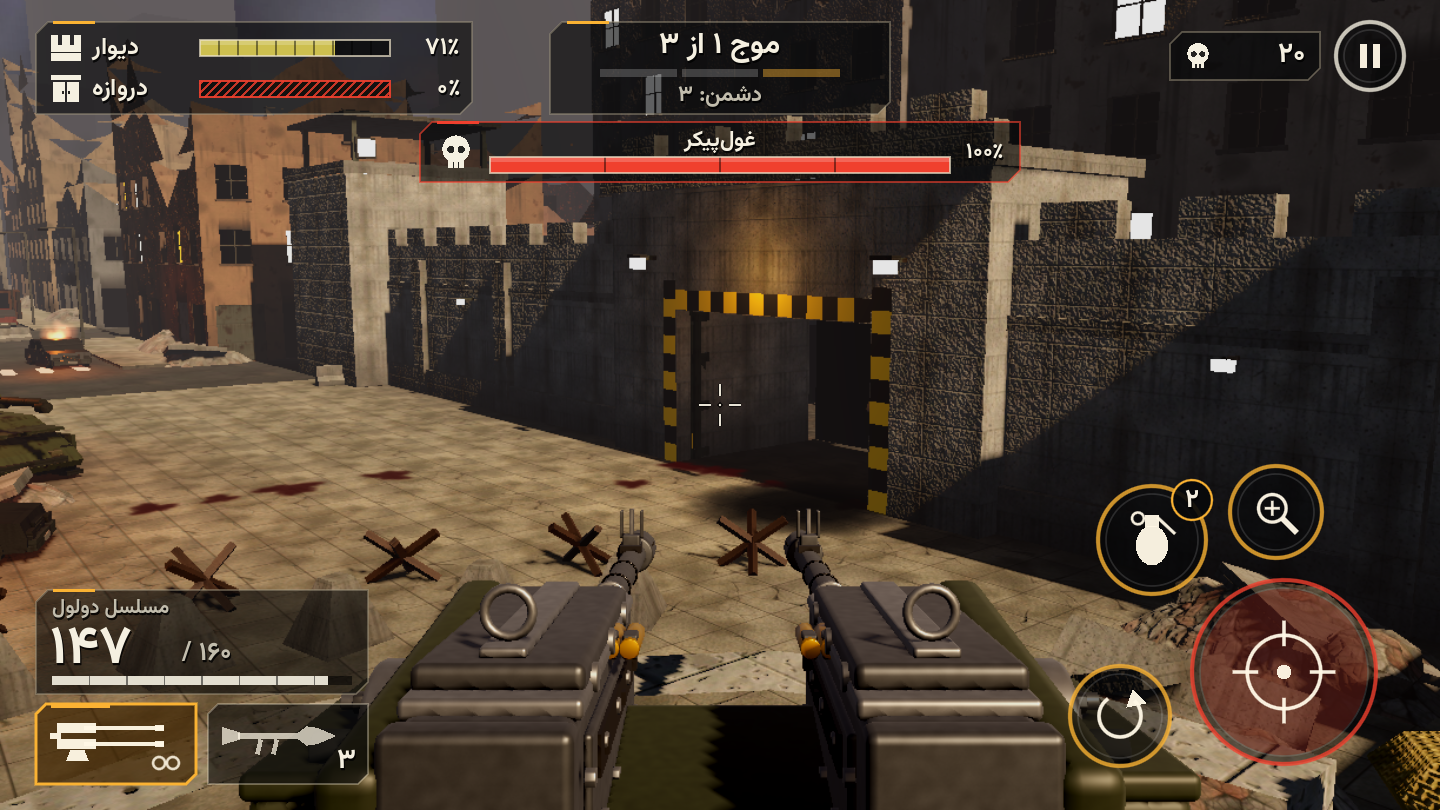 دیوار ۷۱٪
دروازه ۰٪
موج ۱ از ۳
دشمن: ۳
۲۰
غول‌پیکر ۱۰۰٪
۲
مسلسل دولول
۱۴۷ / ۱۶۰
∞
۳